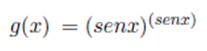 g(x) = (senx)^{(senx)}